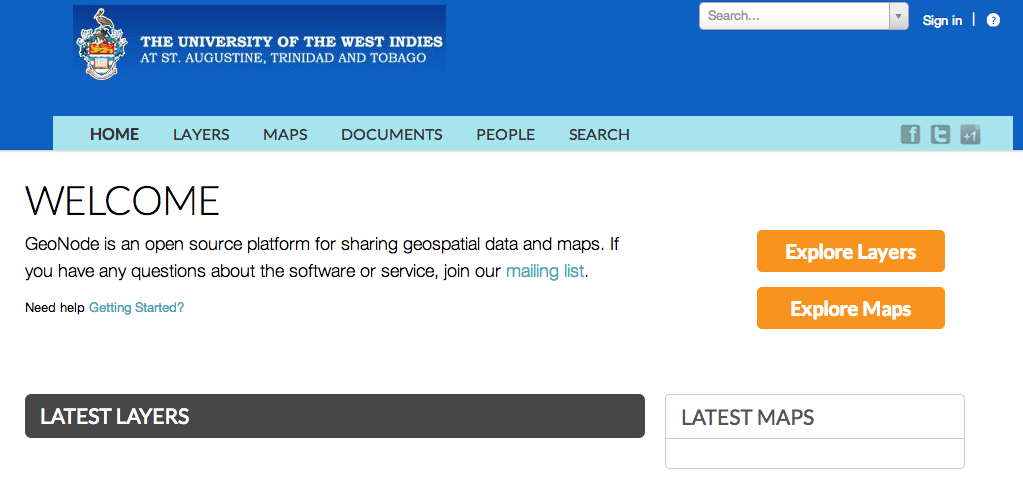 THE UNIVERSITY OF THE WEST INDIES
AT ST. AUGUSTINE, TRINIDAD AND TOBAGO
Search...
Sign in | ?
HOME LAYERS MAPS DOCUMENTS PEOPLE SEARCH
f t +1
WELCOME
GeoNode is an open source platform for sharing geospatial data and maps. If
you have any questions about the software or service, join our mailing list.
Need help Getting Started?
Explore Layers
Explore Maps
LATEST LAYERS
LATEST MAPS